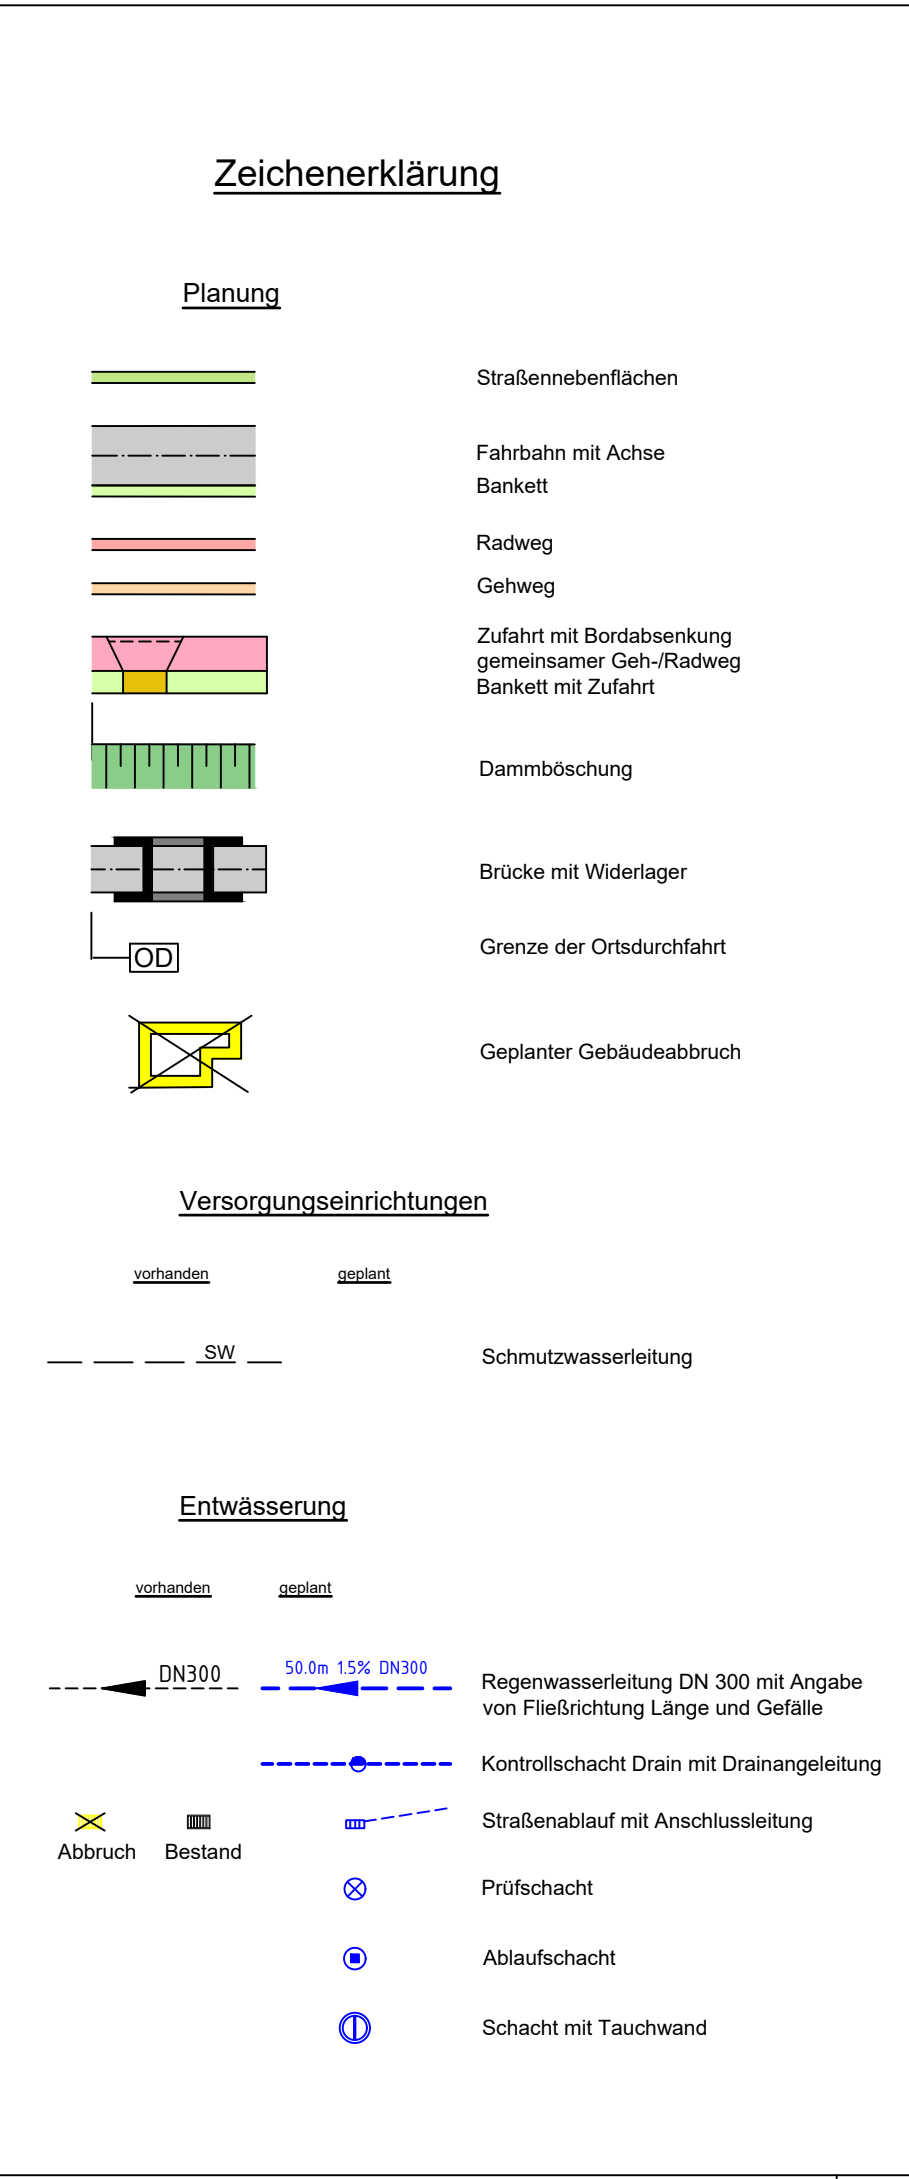 Zeichenerklärung
Planung
Straßennebenflächen
Fahrbahn mit Achse
Bankett
Radweg
Gehweg
Zufahrt mit Bordabsenkung
gemeinsamer Geh-/Radweg
Bankett mit Zufahrt
Dammböschung
Brücke mit Widerlager
OD
Grenze der Ortsdurchfahrt
Geplanter Gebäudeabbruch
Versorgungseinrichtungen
vorhanden geplant
SW
Schmutzwasserleitung
Entwässerung
vorhanden geplant
DN300
50.0m 1.5% DN300
Regenwasserleitung DN 300 mit Angabe
von Fließrichtung Länge und Gefälle
Kontrollschacht Drain mit Drainangeleitung
Straßenablauf mit Anschlussleitung
Abbruch Bestand
Prüfschacht
Ablaufschacht
Schacht mit Tauchwand